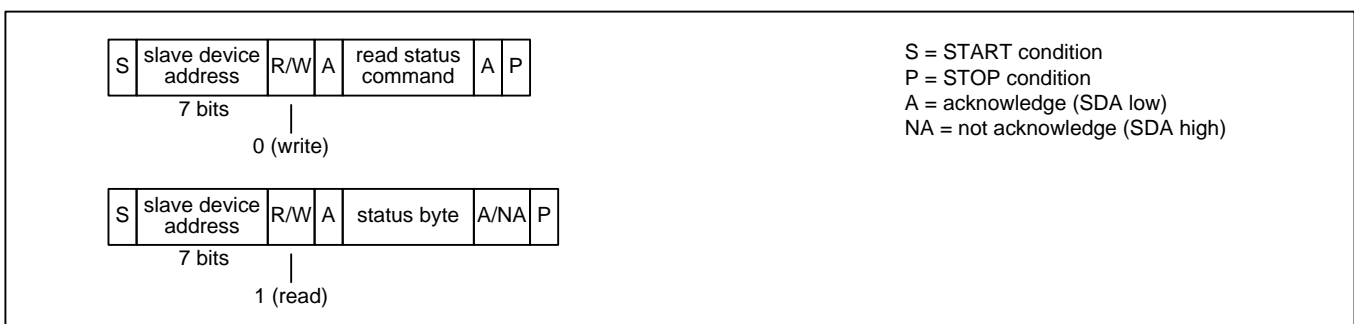 S slave device address R/W A read status command A P
7 bits
0 (write)
S slave device address R/W A status byte A/NA P
7 bits
1 (read)
S = START condition
P = STOP condition
A = acknowledge (SDA low)
NA = not acknowledge (SDA high)